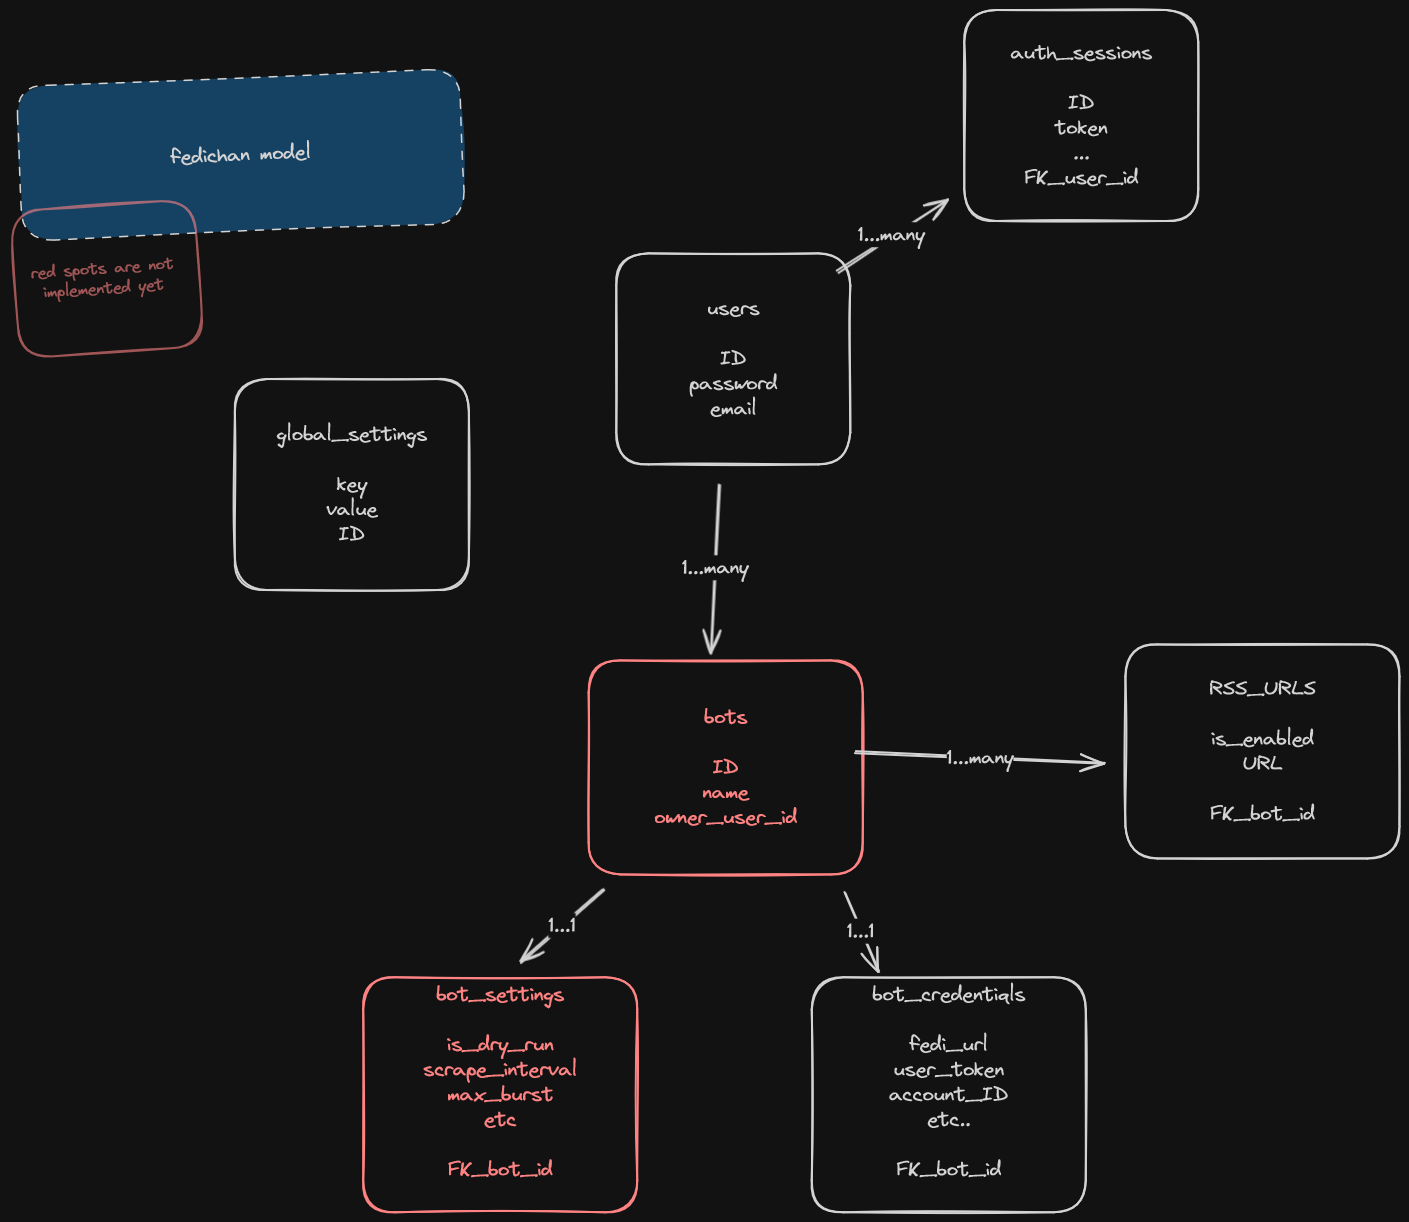 fedichan model
red spots are not
implemented yet
auth_sessions
ID
token
...
FK_user_id
1...many
users
ID
password
email
global_settings
key
value
ID
1...many
bots
ID
name
owner_user_id
1...many
RSS_URLS
is_enabled
URL
FK_bot_id
1...1
1...1
bot_settings
is_dry_run
scrape_interval
max_burst
etc
FK_bot_id
bot_credentials
fedi_url
user_token
account_ID
etc..
FK_bot_id